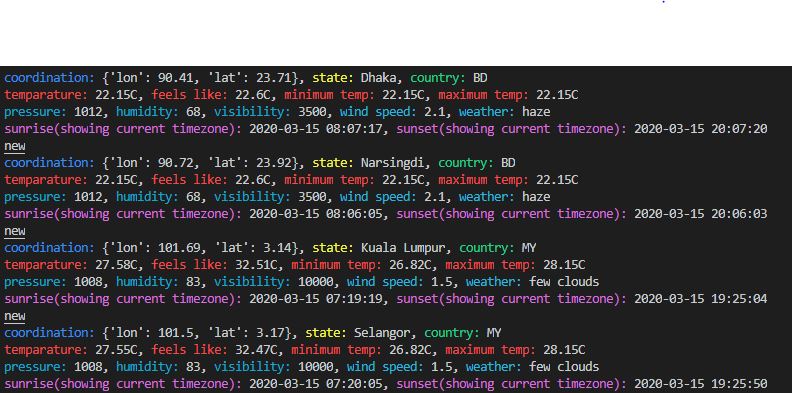 coordination: {'lon': 90.41, 'lat': 23.71}, state: Dhaka, country: BD
temparature: 22.15C, feels like: 22.6C, minimum temp: 22.15C, maximum temp: 22.15C
pressure: 1012, humidity: 68, visibility: 3500, wind speed: 2.1, weather: haze
sunrise(showing current timezone): 2020-03-15 08:07:17, sunset(showing current timezone): 2020-03-15 20:07:20
new
coordination: {'lon': 90.72, 'lat': 23.92}, state: Narsingdi, country: BD
temparature: 22.15C, feels like: 22.6C, minimum temp: 22.15C, maximum temp: 22.15C
pressure: 1012, humidity: 68, visibility: 3500, wind speed: 2.1, weather: haze
sunrise(showing current timezone): 2020-03-15 08:06:05, sunset(showing current timezone): 2020-03-15 20:06:03
new
coordination: {'lon': 101.69, 'lat': 3.14}, state: Kuala Lumpur, country: MY
temparature: 27.58C, feels like: 32.51C, minimum temp: 26.82C, maximum temp: 28.15C
pressure: 1008, humidity: 83, visibility: 10000, wind speed: 1.5, weather: few clouds
sunrise(showing current timezone): 2020-03-15 07:19:19, sunset(showing current timezone): 2020-03-15 19:25:04
new
coordination: {'lon': 101.5, 'lat': 3.17}, state: Selangor, country: MY
temparature: 27.55C, feels like: 32.47C, minimum temp: 26.82C, maximum temp: 28.15C
pressure: 1008, humidity: 83, visibility: 10000, wind speed: 1.5, weather: few clouds
sunrise(showing current timezone): 2020-03-15 07:20:05, sunset(showing current timezone): 2020-03-15 19:25:50